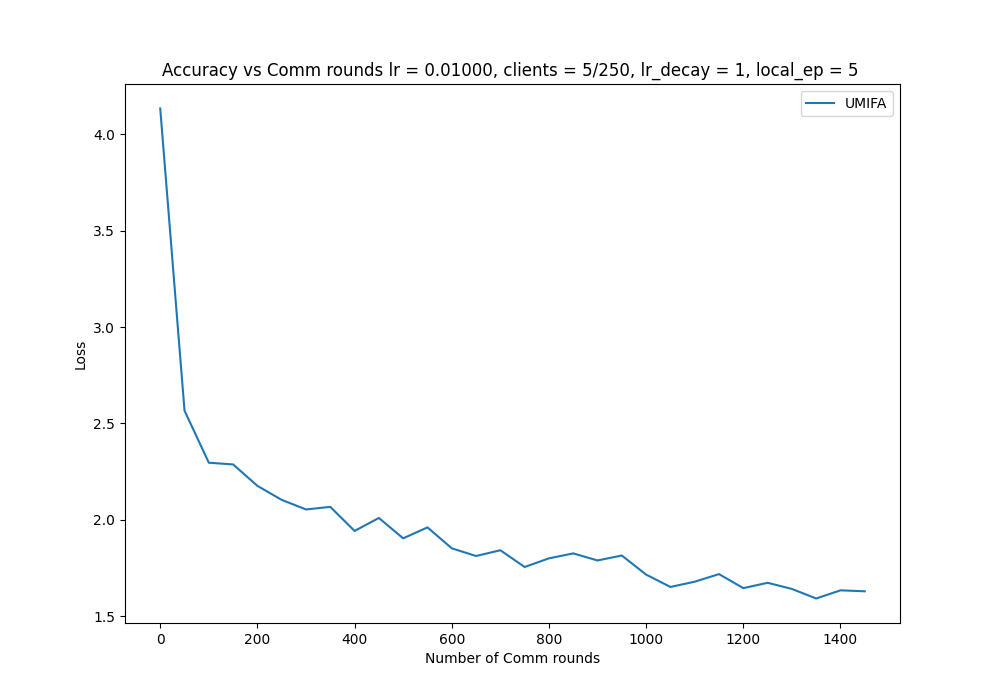 Accuracy vs Comm rounds lr = 0.01000, clients = 5/250, lr_decay = 1, local_ep = 5
UMIFA
4.0
3.5
3.0
2.5
2.0
1.5
Loss
0 200 400 600 800 1000 1200 1400
Number of Comm rounds